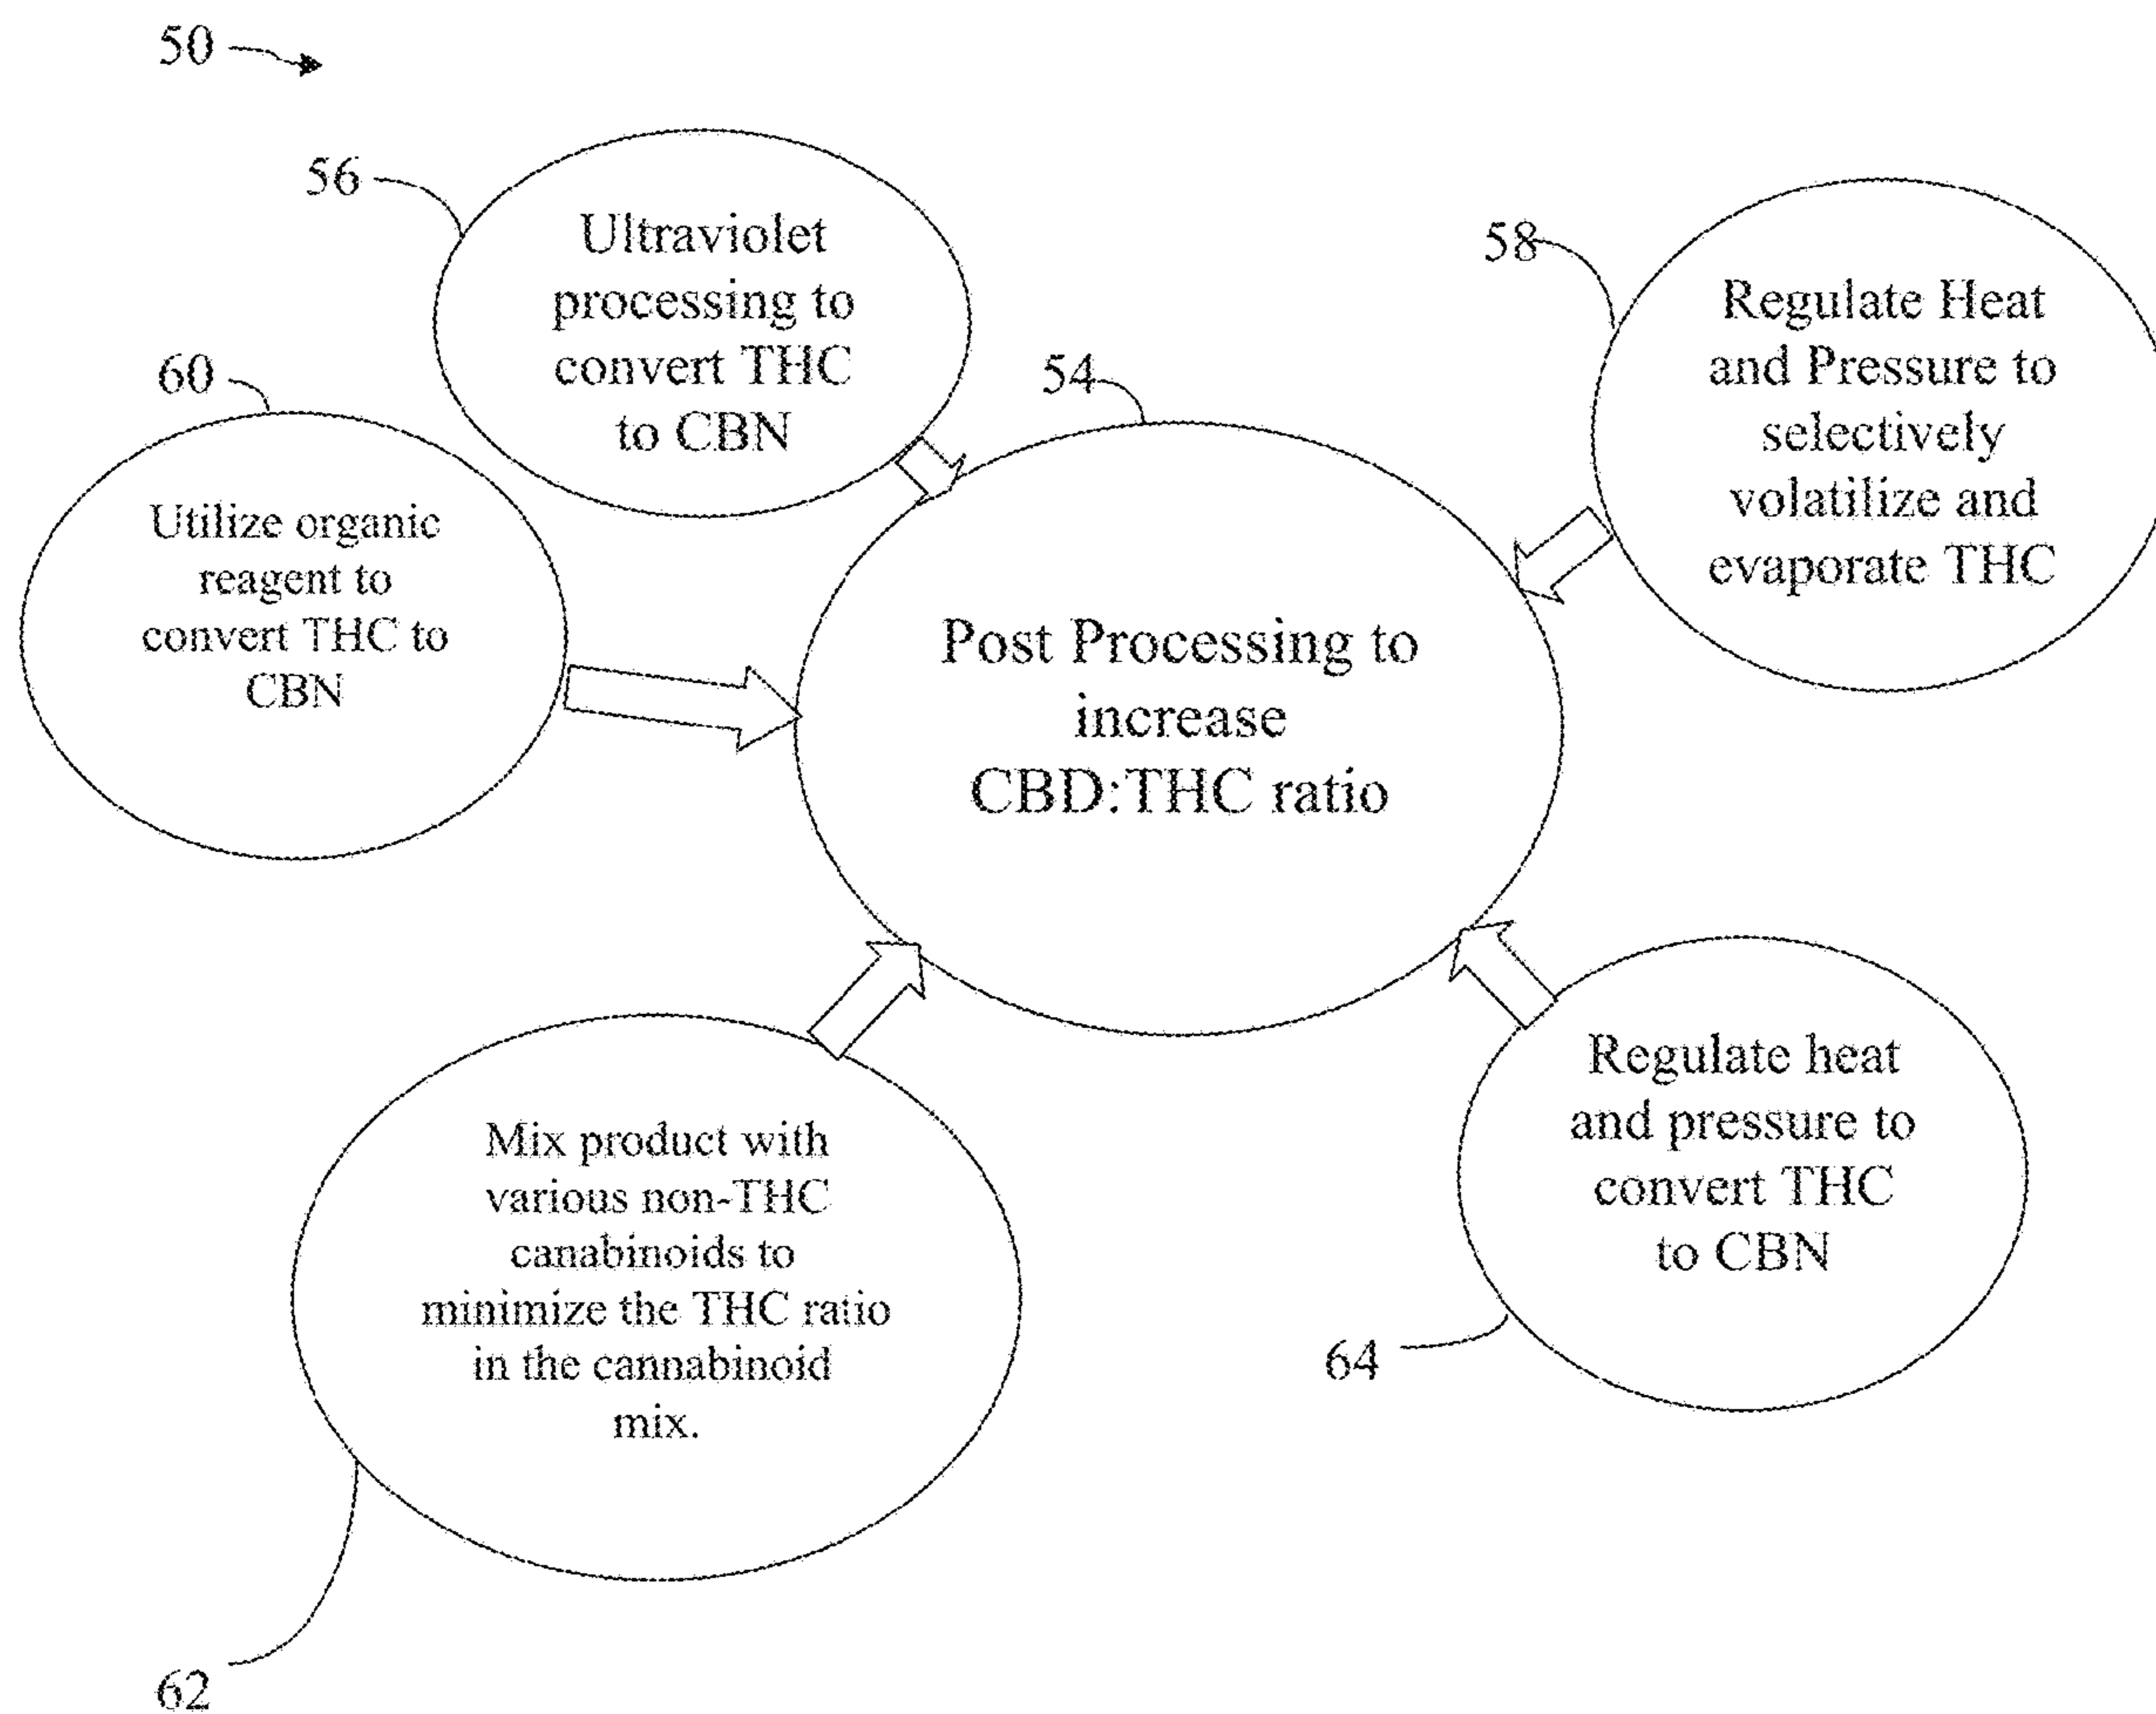 50
56
Ultraviolet
processing to
convert THC
to CBN
58
Regulate Heat
and Pressure to
selectively
volatilize and
evaporate THC
60
Utilize organic
reagent to
convert THC to
CBN
54
Post Processing to
increase
CBD:THC ratio
Mix product with
various non-THC
canabinoids to
minimize the THC ratio
in the cannabinoid
mix.
62
Regulate heat
and pressure to
convert THC
to CBN
64